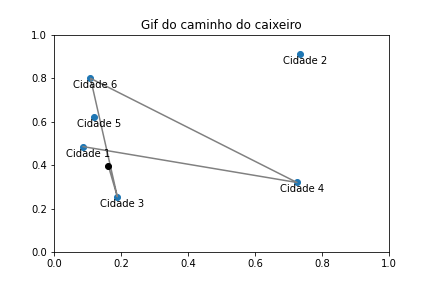 Gif do caminho do caixeiro
1.0
Cidade 2
0.8
Cidade 6
0.6
Cidade 5
Cidade 1
0.4
Cidade 4
0.2
Cidade 3
0.0
0.0 0.2 0.4 0.6 0.8 1.0